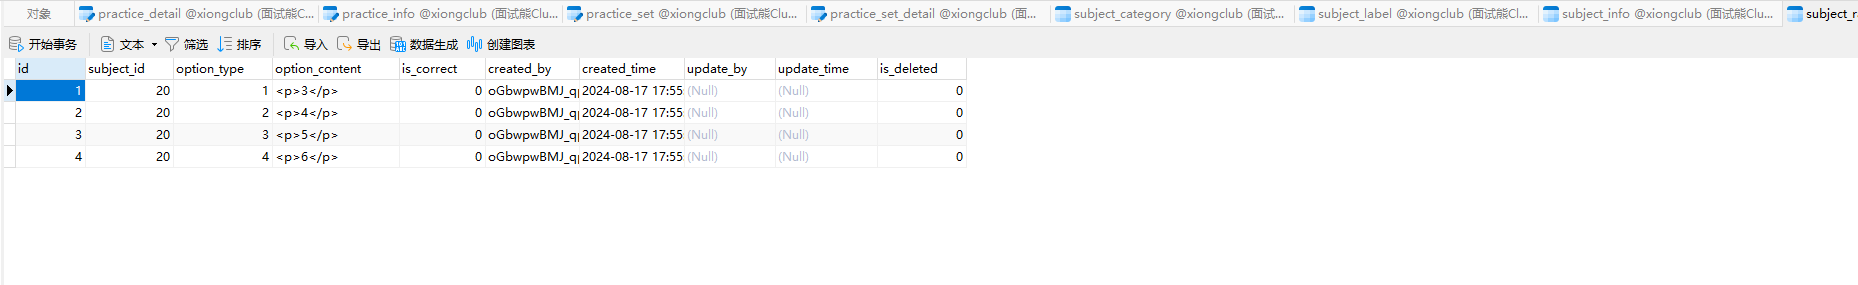 对象 practice_detail @xiongclub (面试熊C... practice_info @xiongclub (面试熊Clu... practice_set @xiongclub (面试熊Clu... practice_set_detail @xiongclub (面... subject_category @xiongclub (面试... subject_label @xiongclub (面试熊Cl... subject_info @xiongclub (面试熊Clu... subject_r
开始事务 文本 筛选 排序 导入 导出 数据生成 创建图表
id subject_id option_type option_content is_correct created_by created_time update_by update_time is_deleted
1 20 1 <p>3</p> 0 oGbwpwBMJ_q 2024-08-17 17:55 (Null) (Null) 0
2 20 2 <p>4</p> 0 oGbwpwBMJ_q 2024-08-17 17:55 (Null) (Null) 0
3 20 3 <p>5</p> 0 oGbwpwBMJ_q 2024-08-17 17:55 (Null) (Null) 0
4 20 4 <p>6</p> 0 oGbwpwBMJ_q 2024-08-17 17:55 (Null) (Null) 0